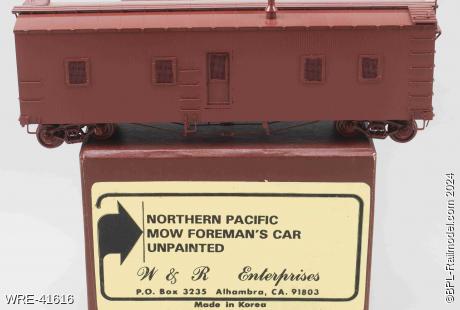 NORTHERN PACIFIC
MOW FOREMAN'S CAR
UNPAINTED
W & R Enterprises
P.O. Box 3235 Alhambra, CA. 91803
Made in Korea
WRE-41616
©BPL-Railmodel.com 2024